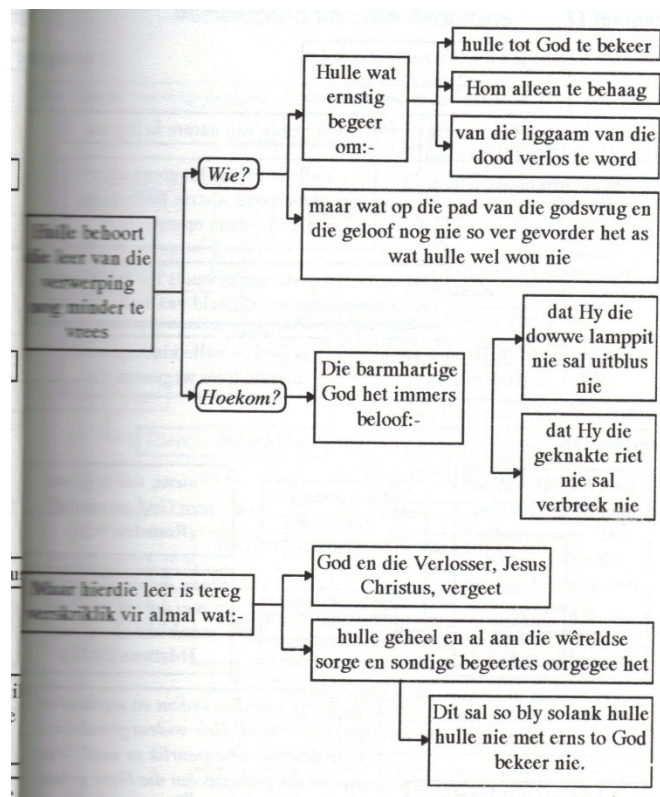 hulle tot God te bekeer
Hulle wat
ernstig
begeer
om:-
Hom alleen te behaag
van die liggaam van die
dood verlos te word
Wie?
maar wat op die pad van die godsvrug en
die geloof nog nie so ver gevorder het as
wat hulle wel wou nie
Hulle behoort
die leer van die
verwerping
nog minder te
vrees
Hoekom?
Die barmhartige
God het immers
beloof:-
dat Hy die
dowwe lamppit
nie sal uitblus
nie
dat Hy die
geknakte riet
nie sal
verbreek nie
Maar hierdie leer is tereg
verskriklik vir almal wat:-
God en die Verlosser, Jesus
Christus, vergeet
hulle geheel en al aan die wêreldse
sorge en sondige begeertes oorgegee het
Dit sal so bly solank hulle
hulle nie met erns to God
bekeer nie.